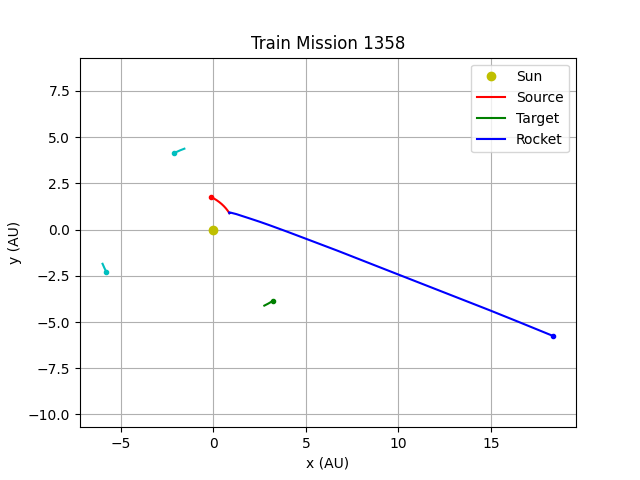 Train Mission 1358
Sun
Source
Target
Rocket
7.5
5.0
2.5
0.0
−2.5
−5.0
−7.5
−10.0
y (AU)
−5
0
5
10
15
x (AU)